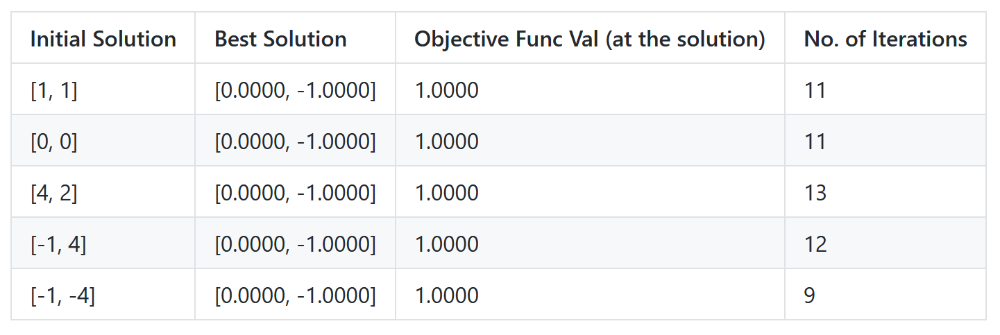 Initial Solution Best Solution Objective Func Val (at the solution) No. of Iterations
[1, 1] [0.0000, -1.0000] 1.0000 11
[0, 0] [0.0000, -1.0000] 1.0000 11
[4, 2] [0.0000, -1.0000] 1.0000 13
[-1, 4] [0.0000, -1.0000] 1.0000 12
[-1, -4] [0.0000, -1.0000] 1.0000 9